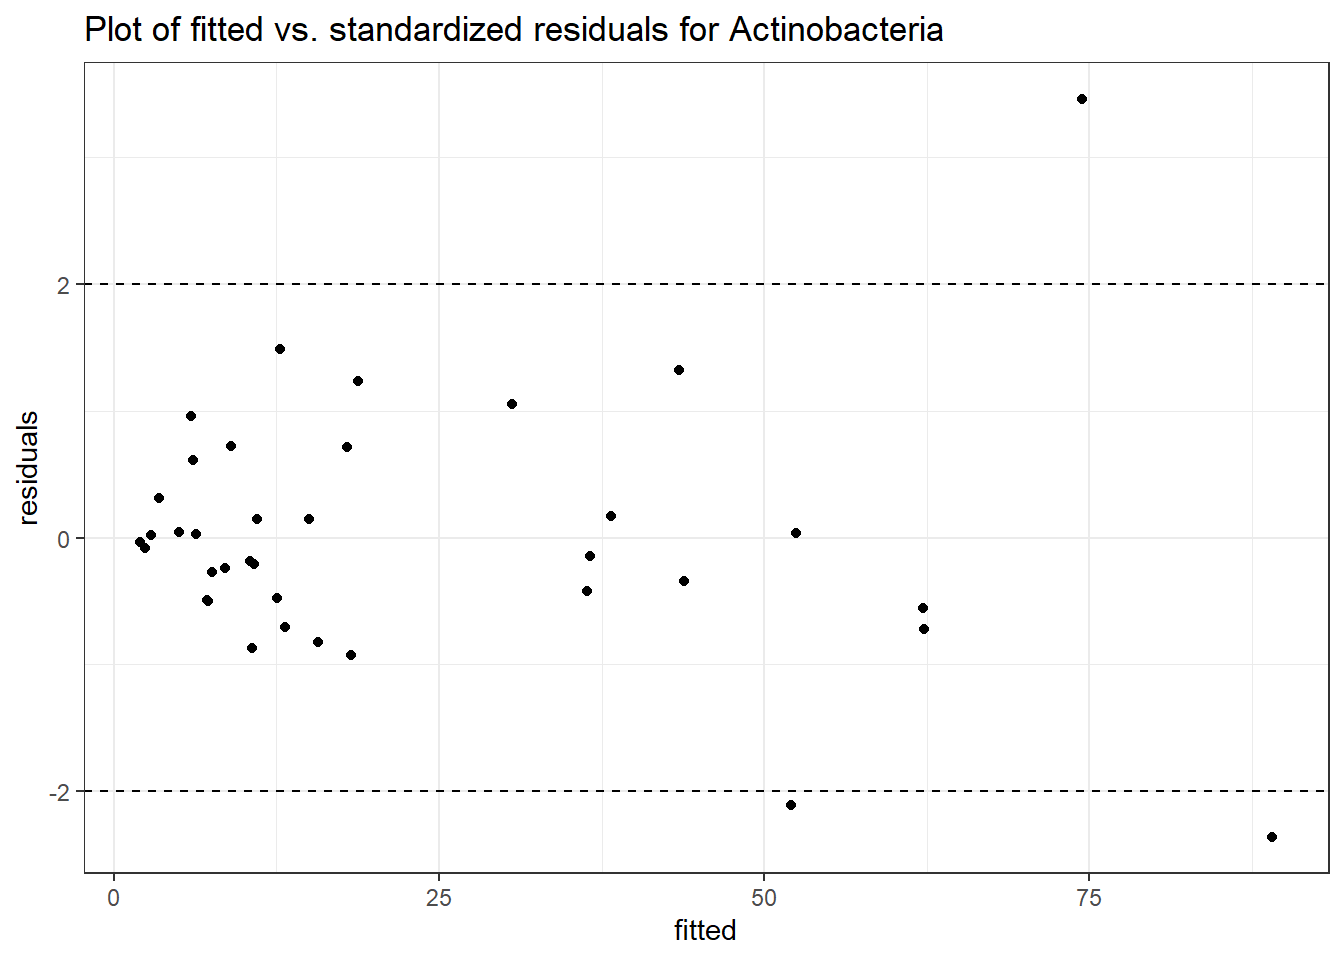 Plot of fitted vs. standardized residuals for Actinobacteria
residuals
2
0
-2
0 25 50 75
fitted